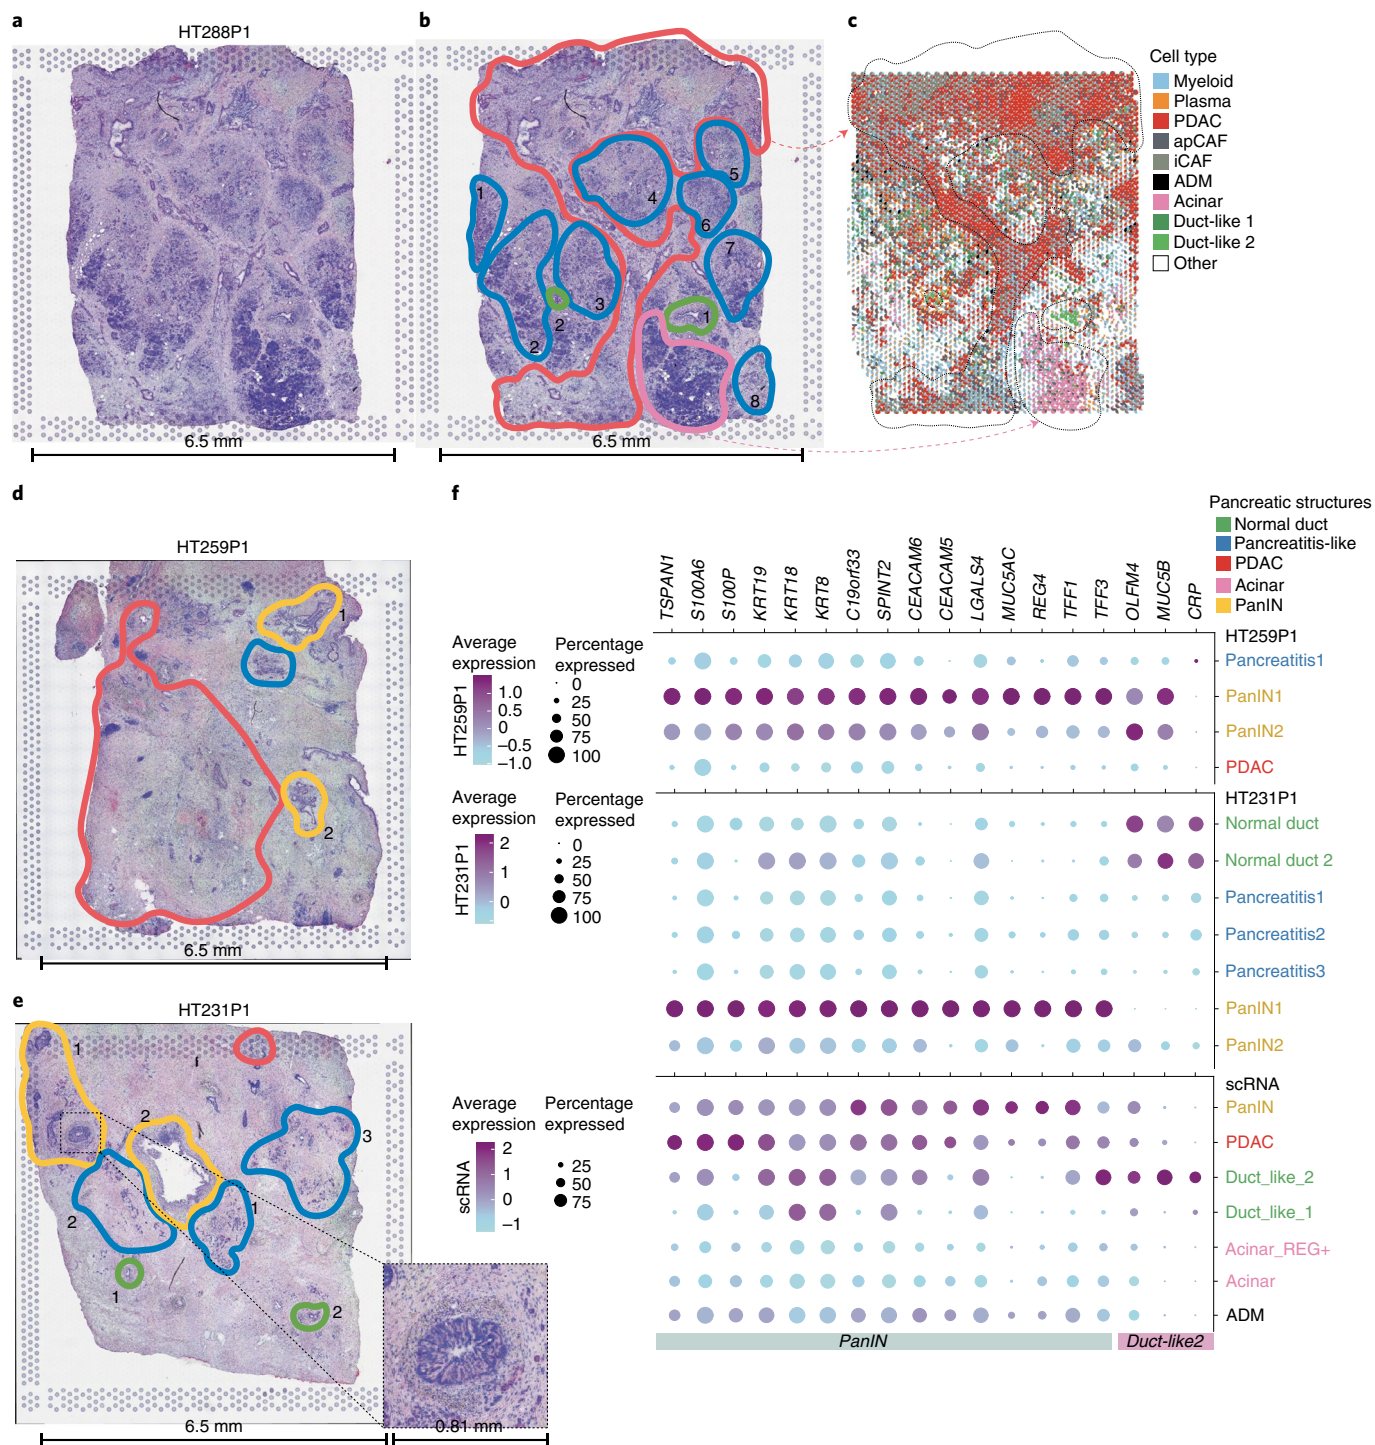 a
HT288P1
6.5 mm
b
1
2
3
4
5
6
7
8
1
2
6.5 mm
c
Cell type
Myeloid
Plasma
PDAC
apCAF
iCAF
ADM
Acinar
Duct-like 1
Duct-like 2
Other
d
HT259P1
1
2
6.5 mm
e
HT231P1
1
2
3
2
1
1
2
6.5 mm
0.81 mm
f
Pancreatic structures
Normal duct
Pancreatitis-like
PDAC
Acinar
PanIN
TSPAN1
S100A6
S100P
KRT19
KRT18
KRT8
C19orf33
SPINT2
CEACAM6
CEACAM5
LGALS4
MUC5AC
REG4
TFF1
TFF3
OLFM4
MUC5B
CRP
Average expression
HT259P1
1.0
0.5
0
−0.5
−1.0
Percentage expressed
0
25
50
75
100
HT259P1
Pancreatitis1
PanIN1
PanIN2
PDAC
Average expression
HT231P1
2
1
0
Percentage expressed
0
25
50
75
100
HT231P1
Normal duct
Normal duct 2
Pancreatitis1
Pancreatitis2
Pancreatitis3
PanIN1
PanIN2
Average expression
scRNA
2
1
0
−1
Percentage expressed
25
50
75
scRNA
PanIN
PDAC
Duct_like_2
Duct_like_1
Acinar_REG+
Acinar
ADM
PanIN
Duct-like2